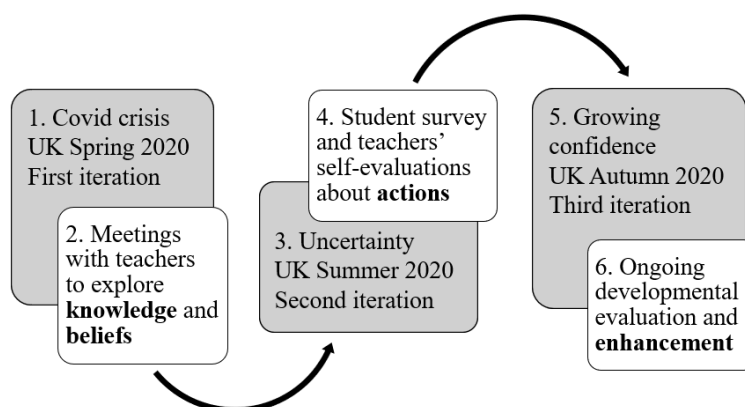 1. Covid crisis
UK Spring 2020
First iteration
2. Meetings
with teachers
to explore
knowledge and
beliefs
3. Uncertainty
UK Summer 2020
Second iteration
4. Student survey
and teachers’
self-evaluations
about actions
5. Growing
confidence
UK Autumn 2020
Third iteration
6. Ongoing
developmental
evaluation and
enhancement